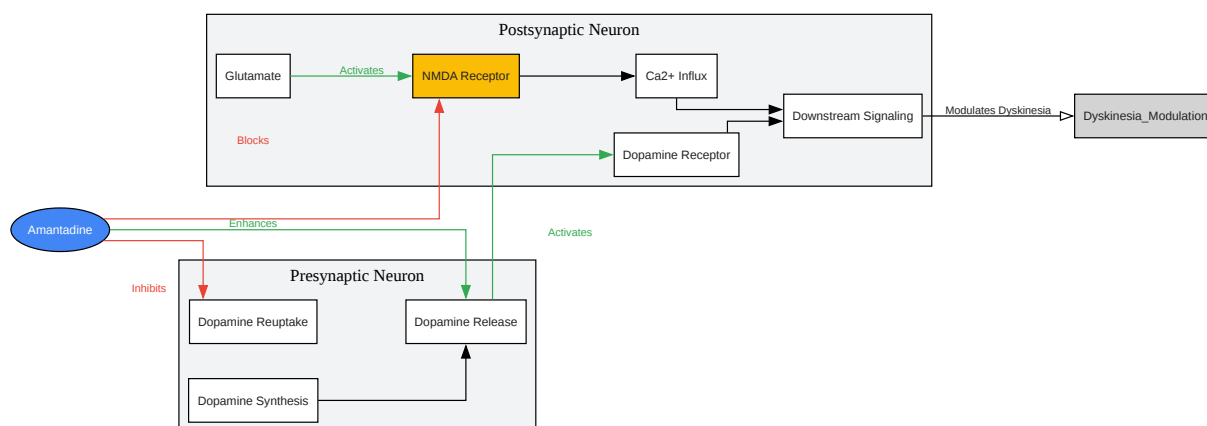 Postsynaptic Neuron
Glutamate
Activates
NMDA Receptor
Ca2+ Influx
Downstream Signaling
Modulates Dyskinesia
Dyskinesia_Modulation
Blocks
Dopamine Receptor
Amantadine
Enhances
Activates
Presynaptic Neuron
Inhibits
Dopamine Reuptake
Dopamine Release
Dopamine Synthesis